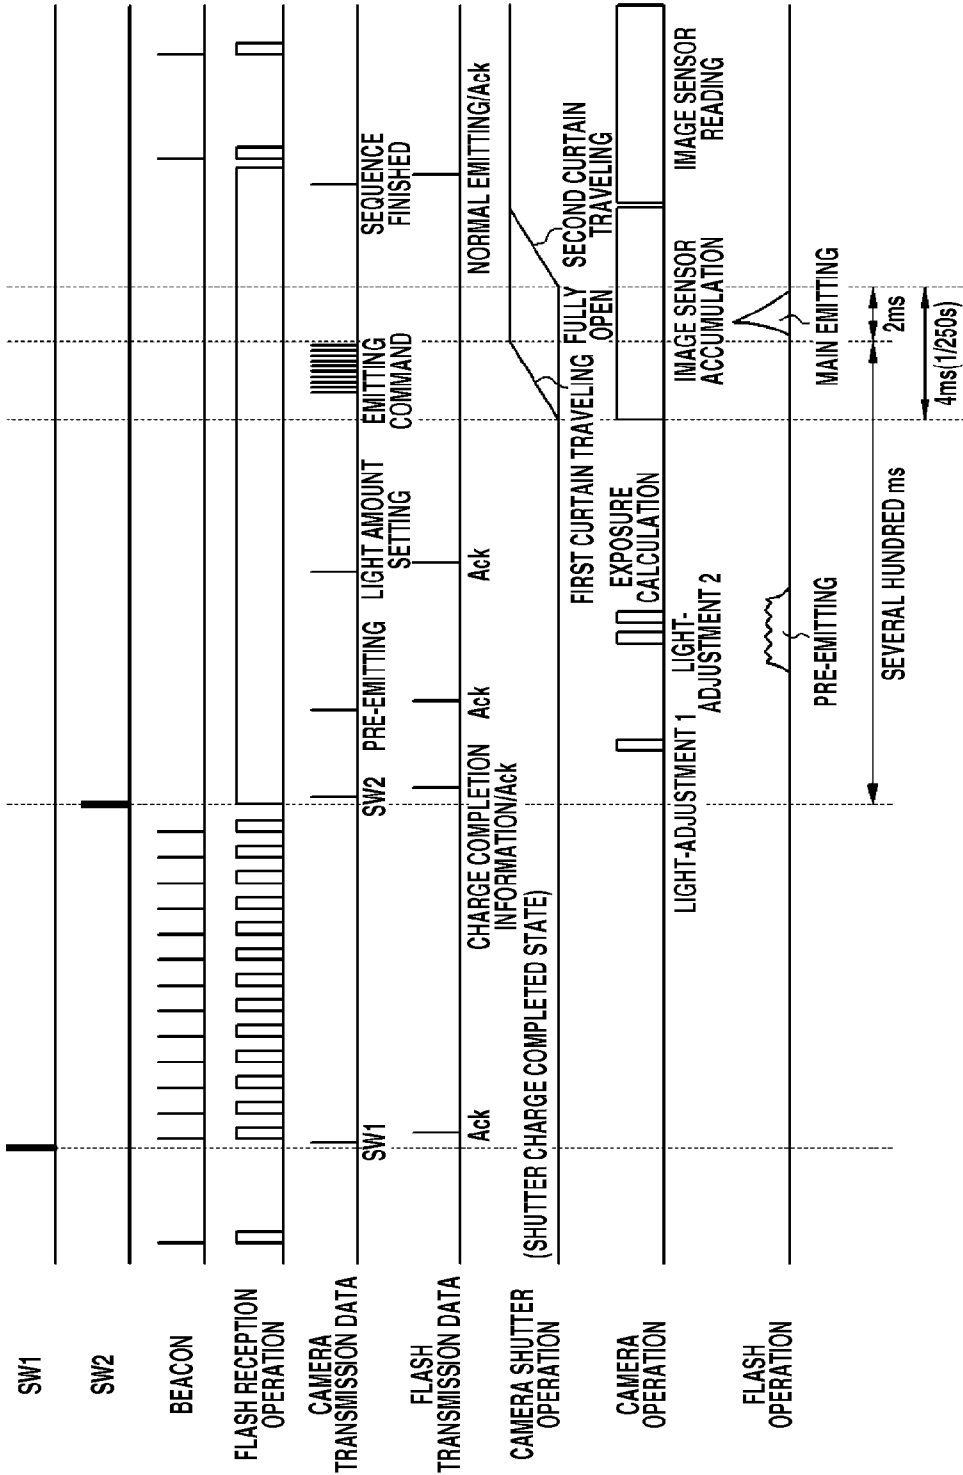 SW1
SW2
BEACON
FLASH RECEPTION
OPERATION
CAMERA
TRANSMISSION DATA
SW1
SW2
PRE-EMITTING
LIGHT AMOUNT
SETTING
EMITTING
COMMAND
SEQUENCE
FINISHED
FLASH
TRANSMISSION DATA
Ack
CHARGE COMPLETION
INFORMATION/Ack
Ack
Ack
NORMAL EMITTING/Ack
CAMERA SHUTTER
OPERATION
(SHUTTER CHARGE COMPLETED STATE)
FIRST CURTAIN TRAVELING
FULLY
OPEN
SECOND CURTAIN
TRAVELING
CAMERA
OPERATION
LIGHT-ADJUSTMENT 1
LIGHT-
ADJUSTMENT 2
EXPOSURE
CALCULATION
IMAGE SENSOR
ACCUMULATION
IMAGE SENSOR
READING
FLASH
OPERATION
PRE-EMITTING
MAIN EMITTING
SEVERAL HUNDRED ms
2ms
4ms(1/250s)